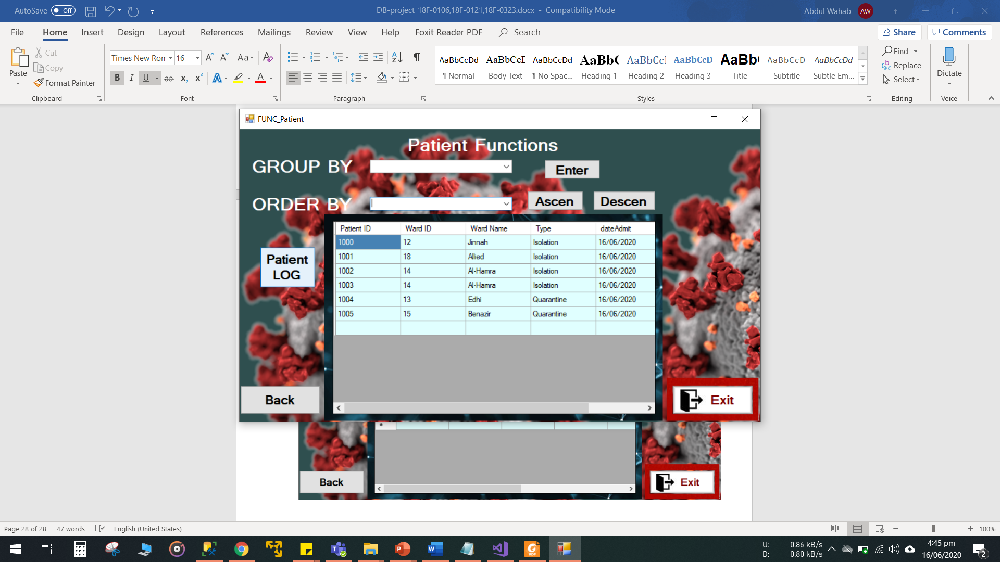 AutoSave Off DB-project_18F-0106,18F-0121,18F-0323.docx - Compatibility Mode Abdul Wahab AW
File Home Insert Design Layout References Mailings Review View Help Foxit Reader PDF Search Share Comments
Paste Cut Copy Format Painter
Clipboard
Times New Ron 16 Aa
B I U ab x₂ x² A A
Font
Paragraph
AaBbCcDd AaBbCcI AaBbCcDd AaBb( AaBbCcI AaBbCcD AaBb( AaBbCcD AaBbCcDd
¶ Normal Body Text ¶ No Spac... Heading 1 Heading 2 Heading 3 Title Subtitle Subtle Em...
Styles
Find
Replace
Select
Editing
Dictate
Voice
FUNC_Patient
Patient Functions
GROUP BY Enter
ORDER BY Ascen Descen
Patient LOG
Patient ID Ward ID Ward Name Type dateAdmit
1000 12 Jinnah Isolation 16/06/2020
1001 18 Allied Isolation 16/06/2020
1002 14 Al-Hamra Isolation 16/06/2020
1003 14 Al-Hamra Isolation 16/06/2020
1004 13 Edhi Quarantine 16/06/2020
1005 15 Benazir Quarantine 16/06/2020
Back Exit
Back Exit
Page 28 of 28 47 words English (United States) 100%
U: 0.86 kB/s
D: 0.80 kB/s
4:45 pm
16/06/2020
2